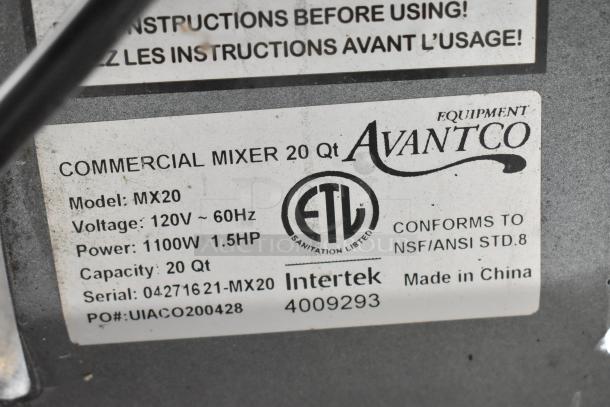 INSTRUCTIONS BEFORE USING!
LES INSTRUCTIONS AVANT L'USAGE!
EQUIPMENT
AVANTCO
COMMERCIAL MIXER 20 Qt
Model: MX20
Voltage: 120V ~ 60Hz
Power: 1100W 1.5HP
Capacity: 20 Qt
Serial: 04271621-MX20
PO#:UIACO200428
ETL
SANITATION LISTED
Intertek
4009293
CONFORMS TO
NSF/ANSI STD.8
Made in China